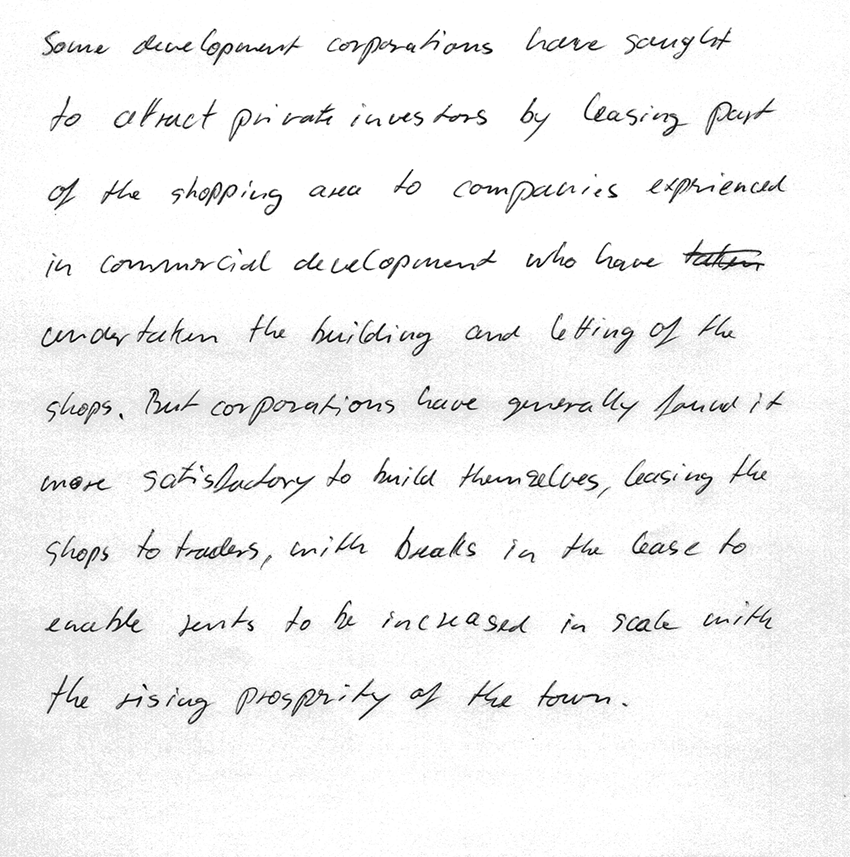 Some development corporations have sought
to attract private investors by leasing part
of the shopping area to companies experienced
in commercial development who have taken
undertaken the building and letting of the
shops. But corporations have generally found it
more satisfactory to build themselves, leasing the
shops to traders, with breaks in the lease to
enable rents to be increased in scale with
the rising prosperity of the town.